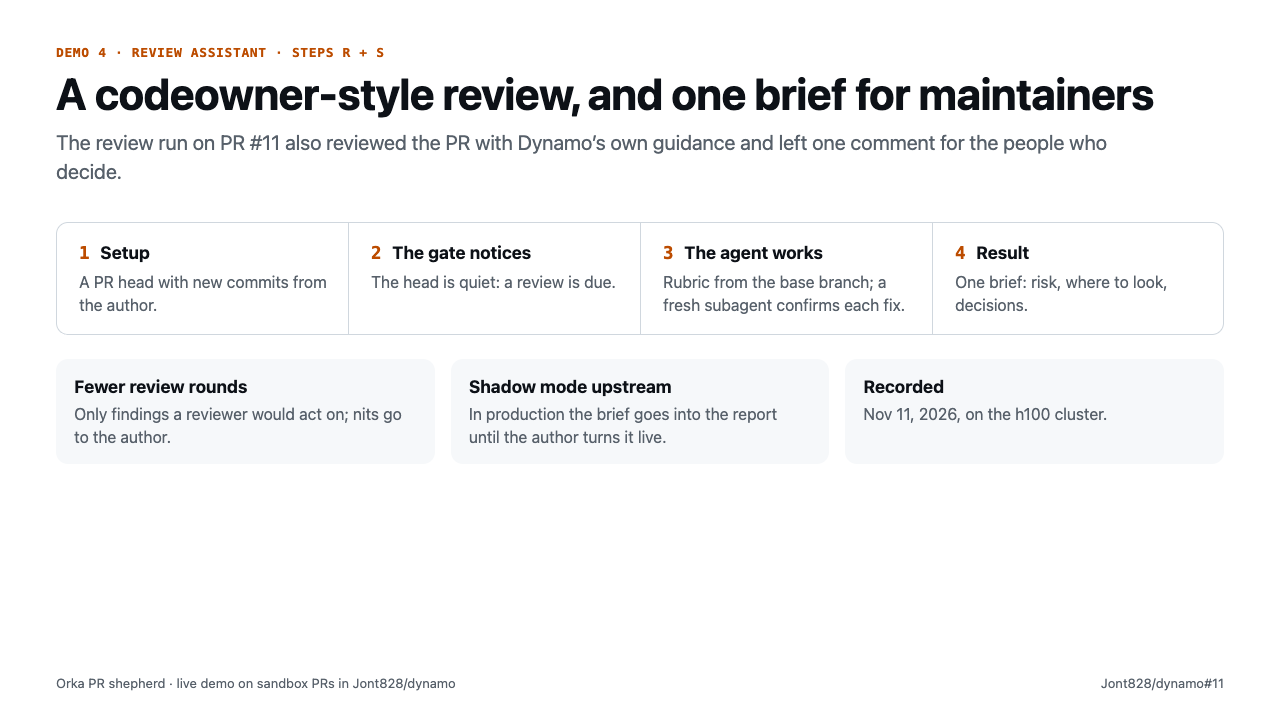 DEMO 4 · REVIEW ASSISTANT · STEPS R + S
A codeowner-style review, and one brief for maintainers
The review run on PR #11 also reviewed the PR with Dynamo’s own guidance and left one comment for the people who
decide.
1 Setup
A PR head with new commits from
the author.
2 The gate notices
The head is quiet: a review is due.
3 The agent works
Rubric from the base branch; a
fresh subagent confirms each fix.
4 Result
One brief: risk, where to look,
decisions.
Fewer review rounds
Only findings a reviewer would act on; nits go
to the author.
Shadow mode upstream
In production the brief goes into the report
until the author turns it live.
Recorded
Nov 11, 2026, on the h100 cluster.
Orka PR shepherd · live demo on sandbox PRs in Jont828/dynamo
Jont828/dynamo#11